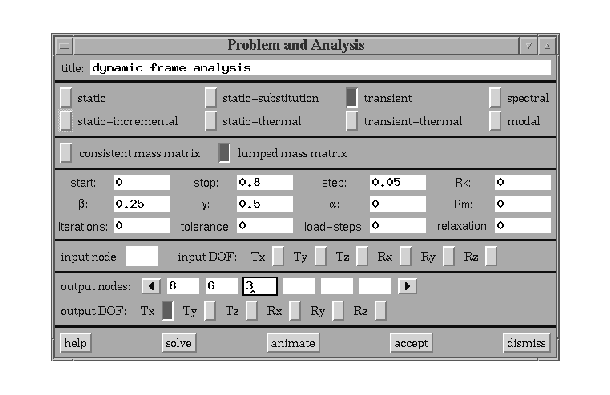 Problem and Analysis
title: dynamic frame analysis
static static-substitution transient spectral
static-incremental static-thermal transient-thermal modal
consistent mass matrix lumped mass matrix
start: 0 stop: 0.8 step: 0.05 Rk: 0
β: 0.25 γ: 0.5 α: 0 Rm: 0
iterations: 0 tolerance 0 load-steps 0 relaxation 0
input node input DOF: Tx Ty Tz Rx Ry Rz
output nodes: 6 3
output DOF: Tx Ty Tz Rx Ry Rz
help solve animate accept dismiss